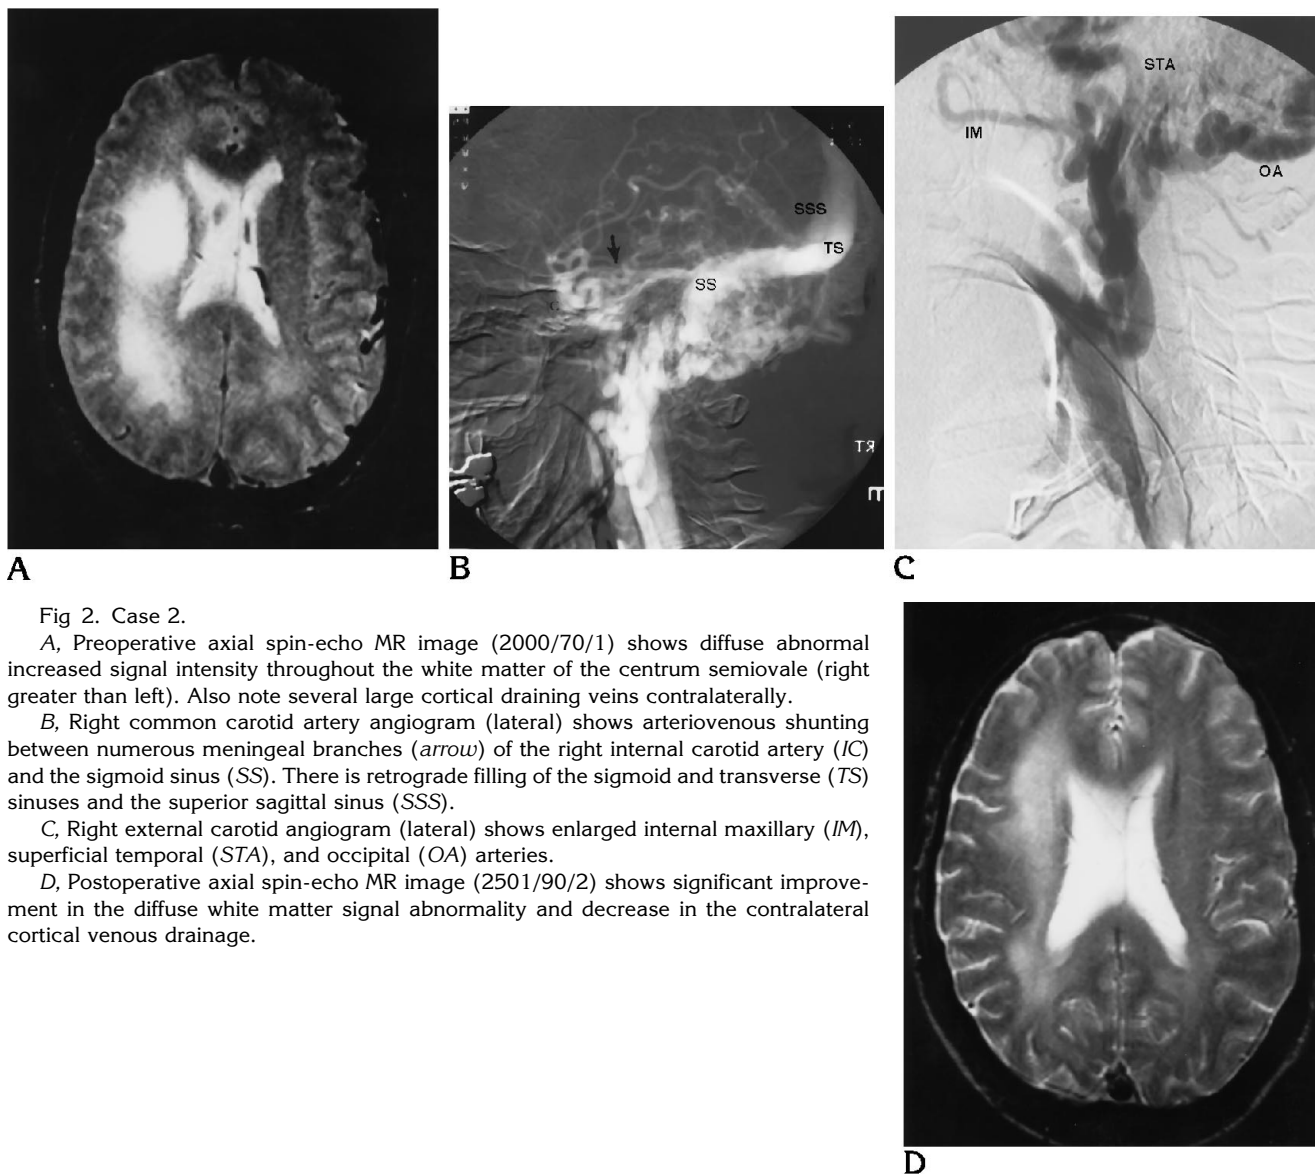 SSS
TS
SS
C
RT
STA
IM
OA
A
B
C
Fig 2. Case 2.
A, Preoperative axial spin-echo MR image (2000/70/1) shows diffuse abnormal
increased signal intensity throughout the white matter of the centrum semiovale (right
greater than left). Also note several large cortical draining veins contralaterally.
B, Right common carotid artery angiogram (lateral) shows arteriovenous shunting
between numerous meningeal branches (arrow) of the right internal carotid artery (IC)
and the sigmoid sinus (SS). There is retrograde filling of the sigmoid and transverse (TS)
sinuses and the superior sagittal sinus (SSS).
C, Right external carotid angiogram (lateral) shows enlarged internal maxillary (IM),
superficial temporal (STA), and occipital (OA) arteries.
D, Postoperative axial spin-echo MR image (2501/90/2) shows significant improve-
ment in the diffuse white matter signal abnormality and decrease in the contralateral
cortical venous drainage.
D